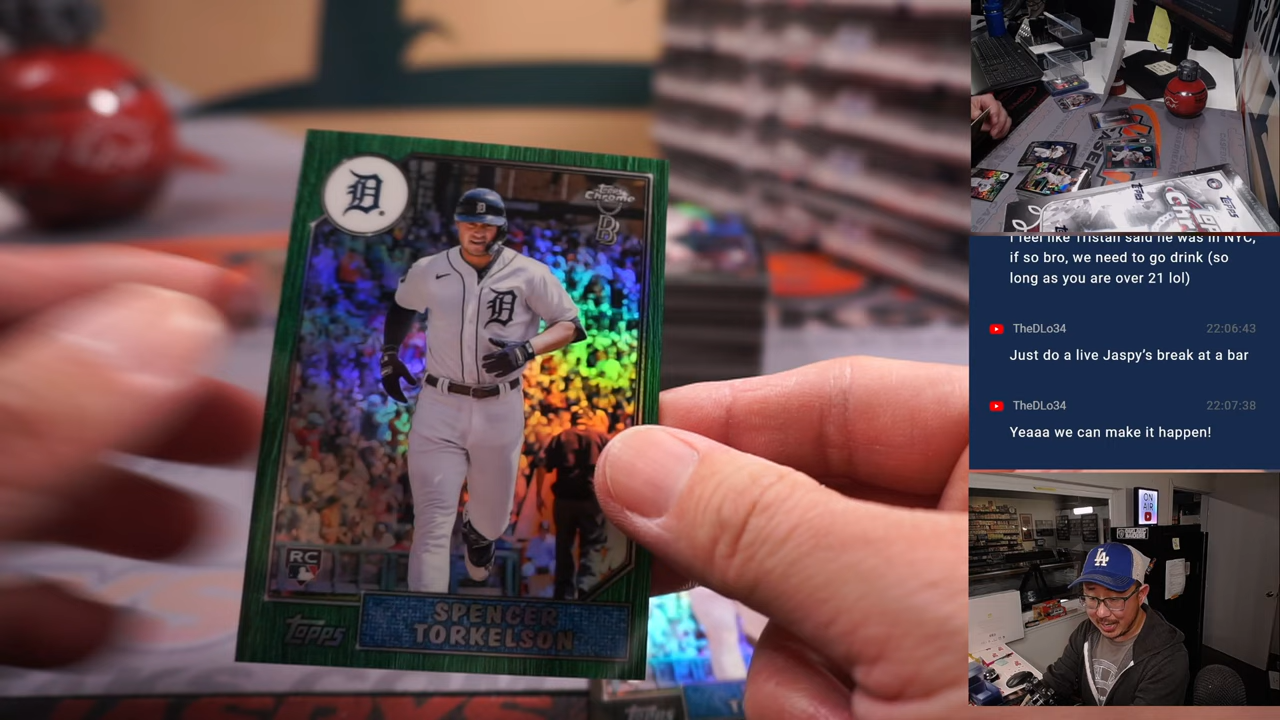 D
Topps
Chrome
B
D
RC
Topps
SPENCER
TORKELSON
JASPYS
I feel like Tristan said he was in NYC,
if so bro, we need to go drink (so
long as you are over 21 lol)
TheDLo34
22:06:43
Just do a live Jaspy's break at a bar
TheDLo34
22:07:38
Yeaaa we can make it happen!
ON
AIR
LA